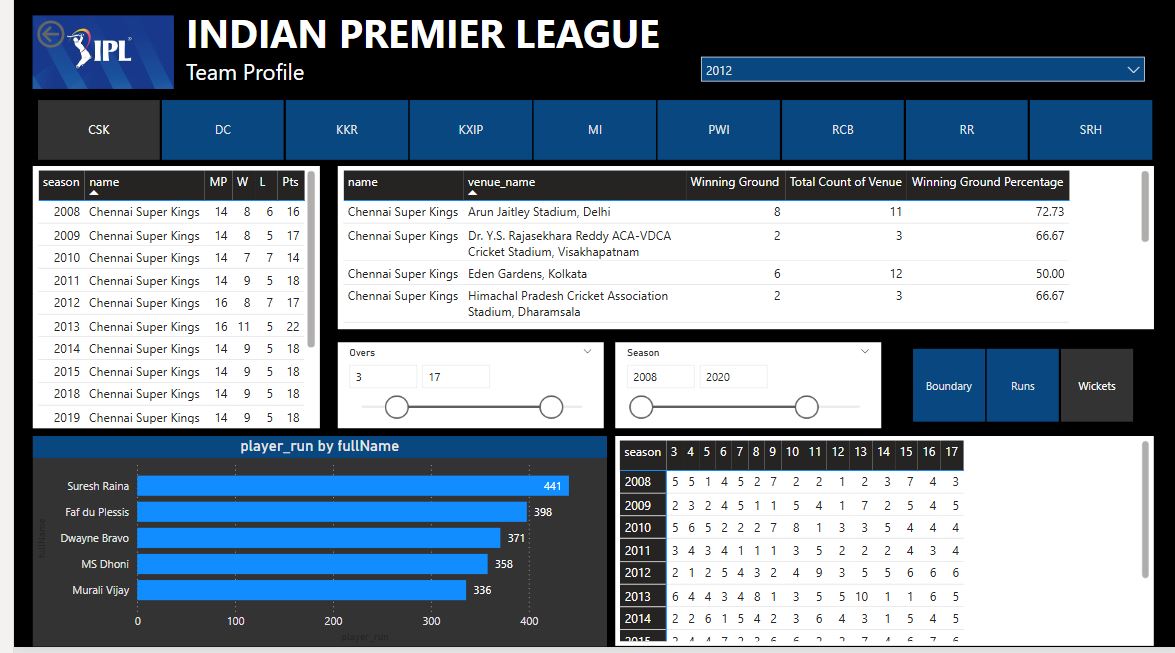 IPL
INDIAN PREMIER LEAGUE
Team Profile
2012
CSK DC KKR KXIP MI PWI RCB RR SRH
season name MP W L Pts
2008 Chennai Super Kings 14 8 6 16
2009 Chennai Super Kings 14 8 5 17
2010 Chennai Super Kings 14 7 7 14
2011 Chennai Super Kings 14 9 5 18
2012 Chennai Super Kings 16 8 7 17
2013 Chennai Super Kings 16 11 5 22
2014 Chennai Super Kings 14 9 5 18
2015 Chennai Super Kings 14 9 5 18
2018 Chennai Super Kings 14 9 5 18
2019 Chennai Super Kings 14 9 5 18
name venue_name Winning Ground Total Count of Venue Winning Ground Percentage
Chennai Super Kings Arun Jaitley Stadium, Delhi 8 11 72.73
Chennai Super Kings Dr. Y.S. Rajasekhara Reddy ACA-VDCA 2 3 66.67
Cricket Stadium, Visakhapatnam
Chennai Super Kings Eden Gardens, Kolkata 6 12 50.00
Chennai Super Kings Himachal Pradesh Cricket Association 2 3 66.67
Stadium, Dharamsala
Overs
3 17
Season
2008 2020
Boundary Runs Wickets
player_run by fullName
fullName
Suresh Raina 441
Faf du Plessis 398
Dwayne Bravo 371
MS Dhoni 358
Murali Vijay 336
0 100 200 300 400
player_run
season 3 4 5 6 7 8 9 10 11 12 13 14 15 16 17
2008 5 5 1 4 5 2 7 2 2 1 2 3 7 4 3
2009 2 3 2 4 5 1 1 5 4 1 7 2 5 4 5
2010 5 6 5 2 2 2 7 8 1 3 3 5 4 4 4
2011 3 4 3 4 1 1 1 3 5 2 2 2 4 3 4
2012 2 1 2 5 4 3 2 4 9 3 5 5 6 6 6
2013 6 4 4 3 4 8 1 3 5 5 10 1 1 6 5
2014 2 2 6 1 5 4 2 3 6 4 3 1 5 4 5